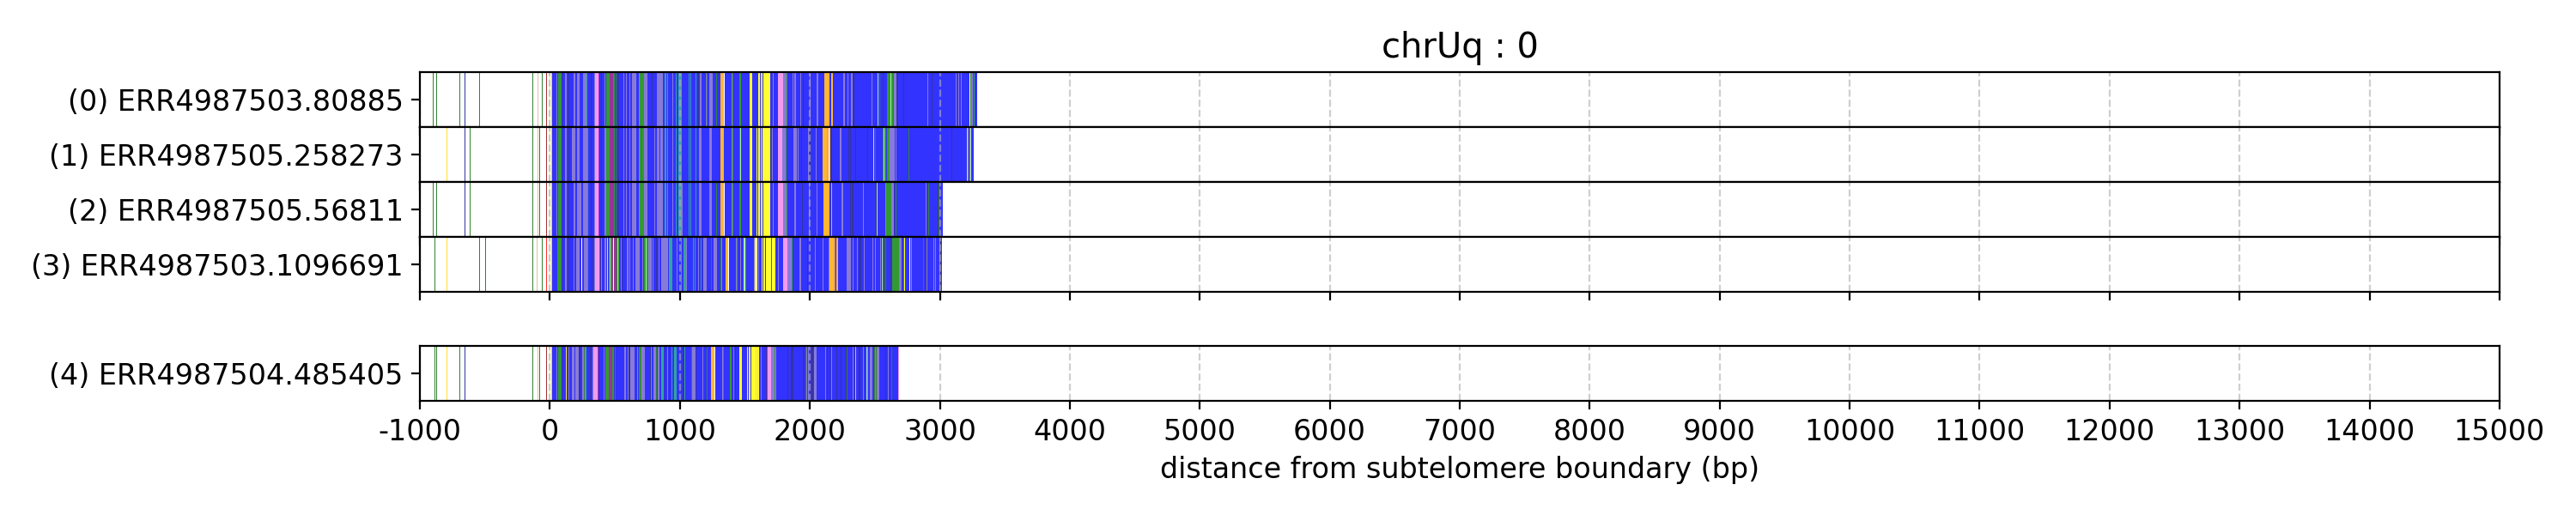 chrUq : 0
(0) ERR4987503.80885
(1) ERR4987505.258273
(2) ERR4987505.56811
(3) ERR4987503.1096691
(4) ERR4987504.485405
-1000 0 1000 2000 3000 4000 5000 6000 7000 8000 9000 10000 11000 12000 13000 14000 15000
distance from subtelomere boundary (bp)